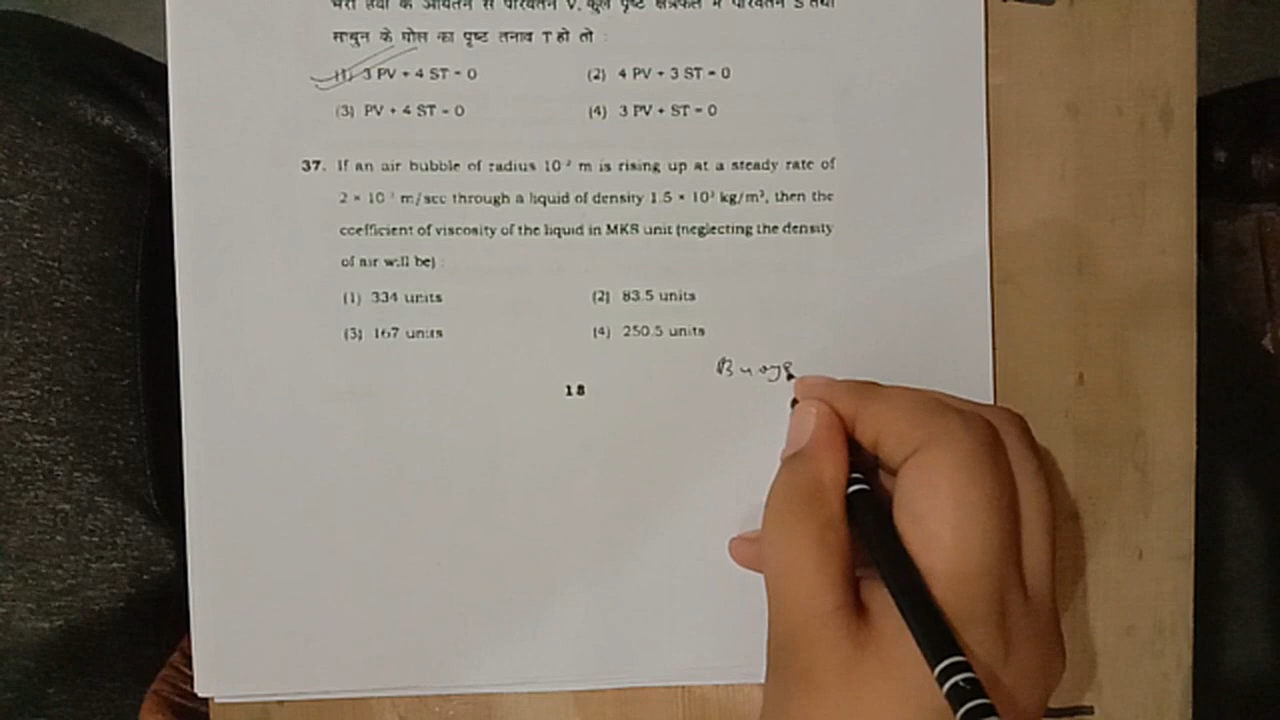 साबुन के घोल का पृष्ट तनाव T हो तो :
(1) 3 PV + 4 ST = 0 (2) 4 PV + 3 ST = 0
(3) PV + 4 ST = 0 (4) 3 PV + ST = 0
37. If an air bubble of radius 10⁻² m is rising up at a steady rate of
2 × 10⁻³ m/sec through a liquid of density 1.5 × 10³ kg/m³, then the
coefficient of viscosity of the liquid in MKS unit (neglecting the density
of air will be) :
(1) 334 units (2) 83.5 units
(3) 167 units (4) 250.5 units
Buoy
18